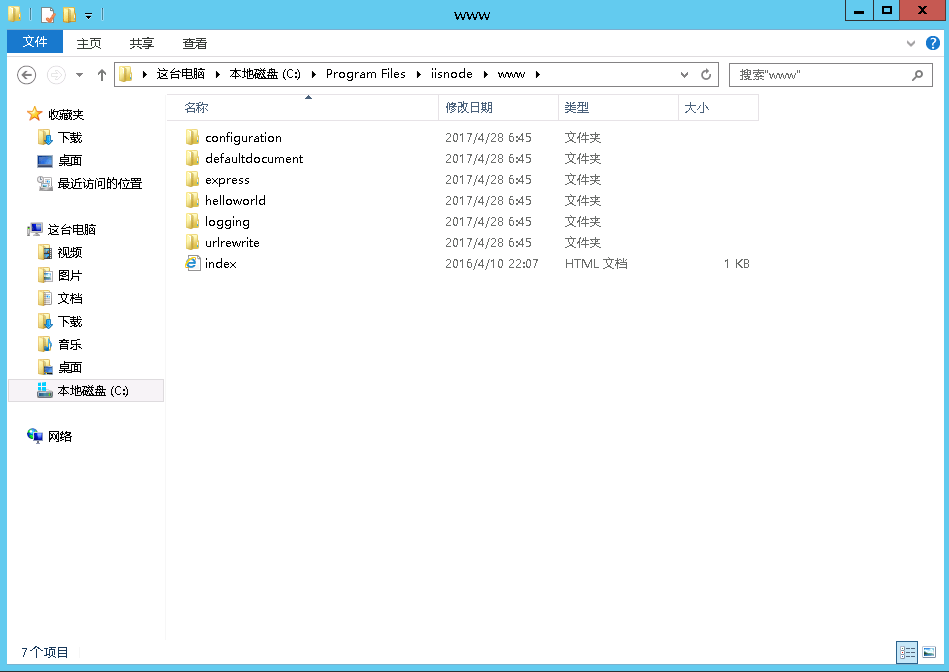 www
文件 主页 共享 查看
这台电脑 本地磁盘 (C:) Program Files iisnode www 搜索"www"
收藏夹
下载
桌面
最近访问的位置
这台电脑
视频
图片
文档
下载
音乐
桌面
本地磁盘 (C:)
网络
名称 修改日期 类型 大小
configuration 2017/4/28 6:45 文件夹
defaultdocument 2017/4/28 6:45 文件夹
express 2017/4/28 6:45 文件夹
helloworld 2017/4/28 6:45 文件夹
logging 2017/4/28 6:45 文件夹
urlrewrite 2017/4/28 6:45 文件夹
index 2016/4/10 22:07 HTML 文档 1 KB
7 个项目